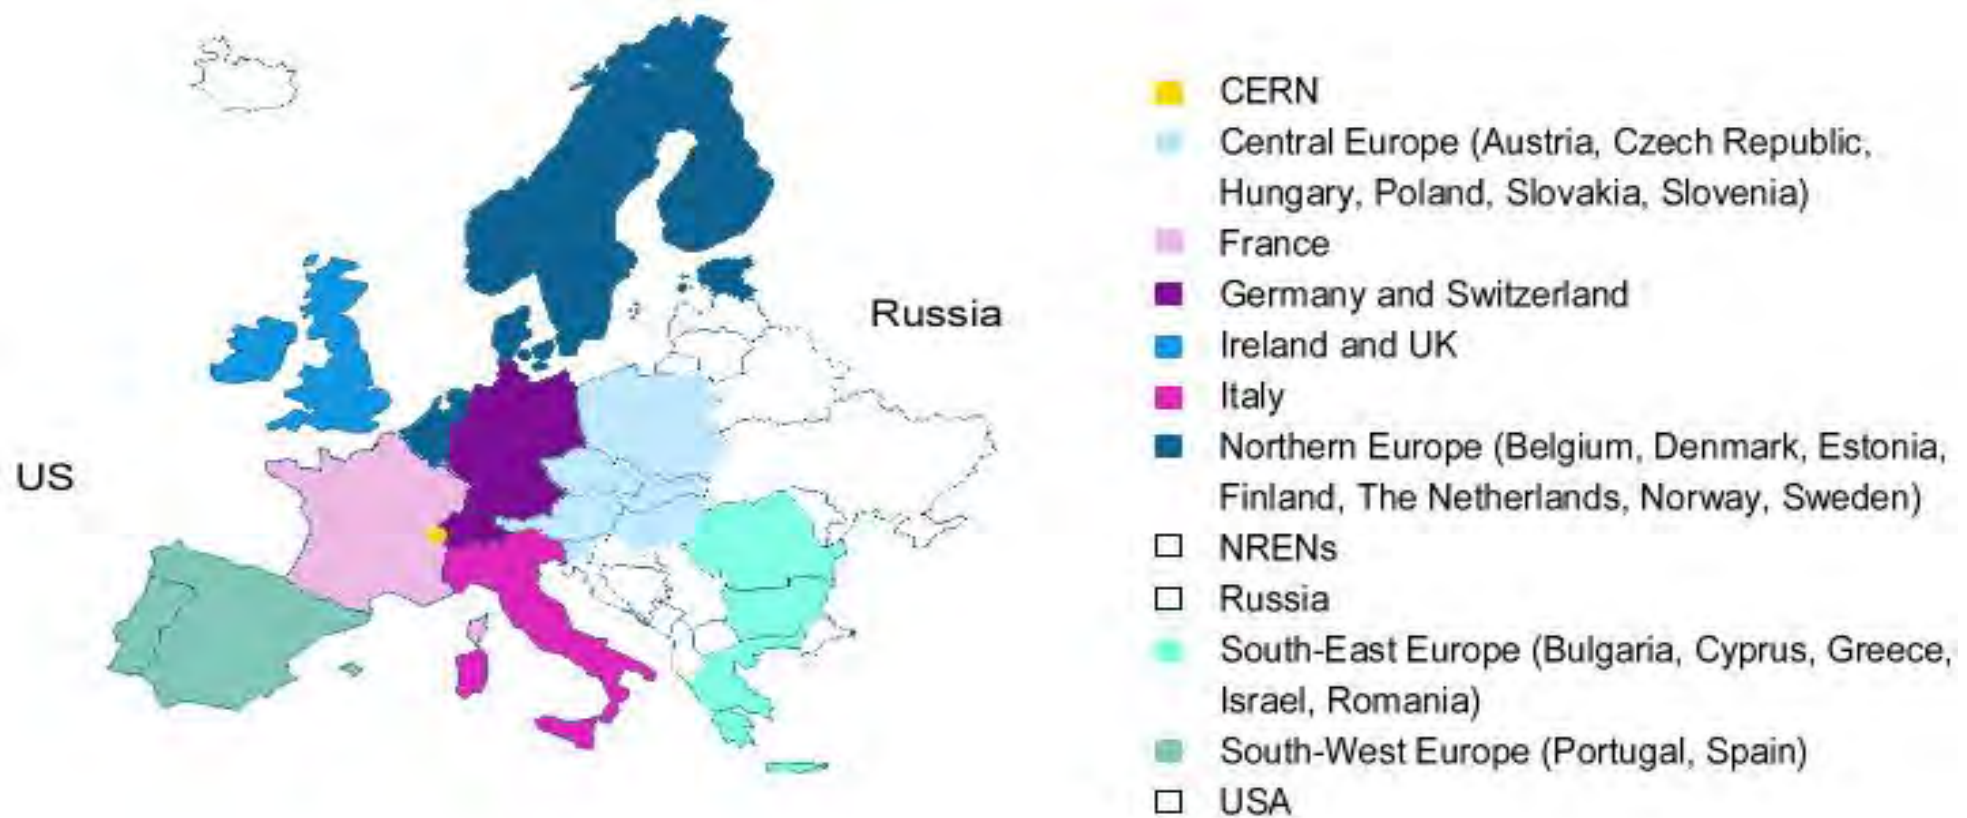 Russia
US
CERN
Central Europe (Austria, Czech Republic,
Hungary, Poland, Slovakia, Slovenia)
France
Germany and Switzerland
Ireland and UK
Italy
Northern Europe (Belgium, Denmark, Estonia,
Finland, The Netherlands, Norway, Sweden)
NRENs
Russia
South-East Europe (Bulgaria, Cyprus, Greece,
Israel, Romania)
South-West Europe (Portugal, Spain)
USA